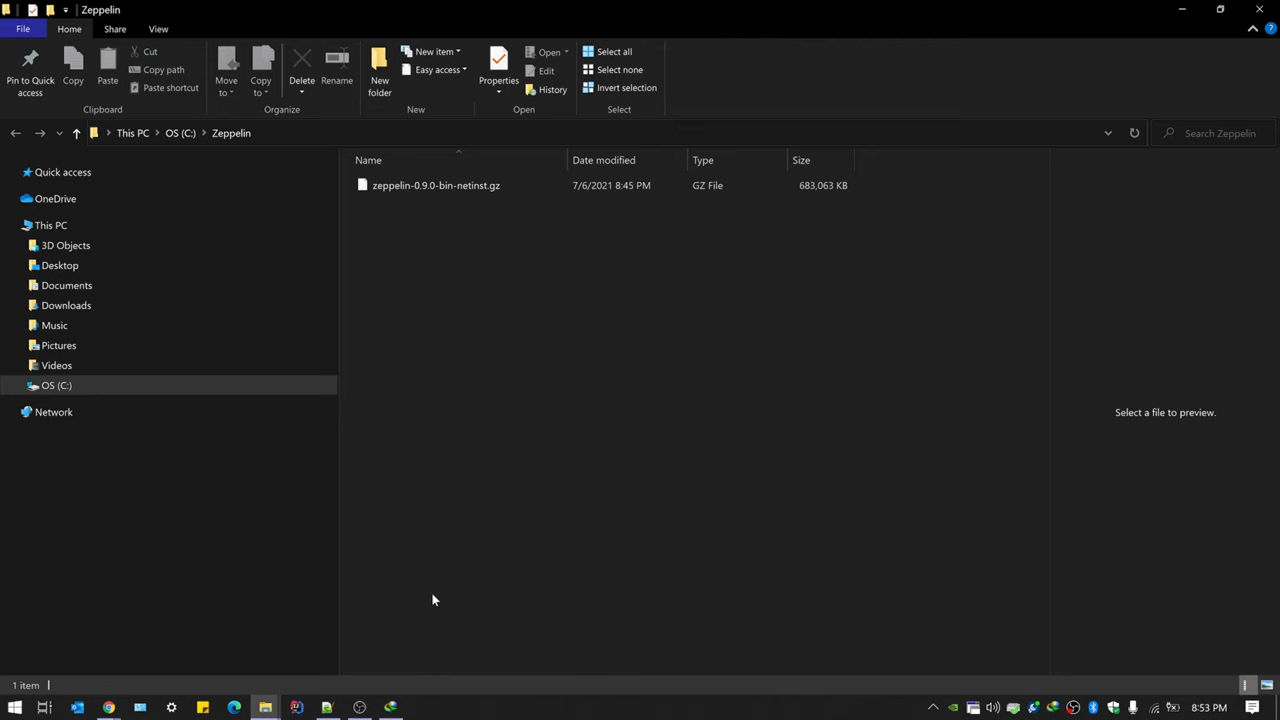 Zeppelin
File Home Share View
Pin to Quick access
Copy
Paste
Cut
Copy path
Paste shortcut
Clipboard
Move to
Copy to
Delete
Rename
Organize
New folder
New item
Easy access
New
Properties
Open
Edit
History
Open
Select all
Select none
Invert selection
Select
This PC OS (C:) Zeppelin
Search Zeppelin
Quick access
OneDrive
This PC
3D Objects
Desktop
Documents
Downloads
Music
Pictures
Videos
OS (C:)
Network
Name Date modified Type Size
zeppelin-0.9.0-bin-netinst.gz 7/6/2021 8:45 PM GZ File 683,063 KB
Select a file to preview.
1 item
8:53 PM